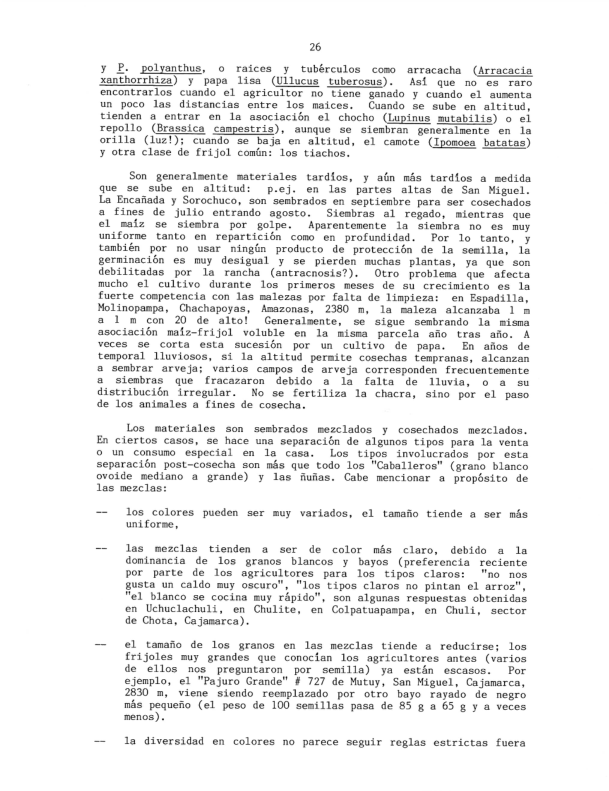 26
y P. polyanthus, o raices y tubérculos como arracacha (Arracacia
xanthorrhiza) y papa lisa (Ullucus tuberosus). Así que no es raro
encontrarlos cuando el agricultor no tiene ganado y cuando el aumenta
un poco las distancias entre los maices. Cuando se sube en altitud,
tienden a entrar en la asociación el chocho (Lupinus mutabilis) o el
repollo (Brassica campestris), aunque se siembran generalmente en la
orilla (luz!); cuando se baja en altitud, el camote (Ipomoea batatas)
y otra clase de frijol común: los tiachos.
Son generalmente materiales tardíos, y aún más tardíos a medida
que se sube en altitud: p.ej. en las partes altas de San Miguel.
La Encañada y Sorochuco, son sembrados en septiembre para ser cosechados
a fines de julio entrando agosto. Siembras al regado, mientras que
el maíz se siembra por golpe. Aparentemente la siembra no es muy
uniforme tanto en repartición como en profundidad. Por lo tanto, y
también por no usar ningún producto de protección de la semilla, la
germinación es muy desigual y se pierden muchas plantas, ya que son
debilitadas por la rancha (antracnosis?). Otro problema que afecta
mucho el cultivo durante los primeros meses de su crecimiento es la
fuerte competencia con las malezas por falta de limpieza: en Espadilla,
Molinopampa, Chachapoyas, Amazonas, 2380 m, la maleza alcanzaba 1 m
a 1 m con 20 de alto! Generalmente, se sigue sembrando la misma
asociación maíz-frijol voluble en la misma parcela año tras año. A
veces se corta esta sucesión por un cultivo de papa. En años de
temporal lluviosos, si la altitud permite cosechas tempranas, alcanzan
a sembrar arveja; varios campos de arveja corresponden frecuentemente
a siembras que fracazaron debido a la falta de lluvia, o a su
distribución irregular. No se fertiliza la chacra, sino por el paso
de los animales a fines de cosecha.
Los materiales son sembrados mezclados y cosechados mezclados.
En ciertos casos, se hace una separación de algunos tipos para la venta
o un consumo especial en la casa. Los tipos involucrados por esta
separación post-cosecha son más que todo los "Caballeros" (grano blanco
ovoide mediano a grande) y las ñuñas. Cabe mencionar a propósito de
las mezclas:
-- los colores pueden ser muy variados, el tamaño tiende a ser más
uniforme,
-- las mezclas tienden a ser de color más claro, debido a la
dominancia de los granos blancos y bayos (preferencia reciente
por parte de los agricultores para los tipos claros: "no nos
gusta un caldo muy oscuro", "los tipos claros no pintan el arroz",
"el blanco se cocina muy rápido", son algunas respuestas obtenidas
en Uchuclachuli, en Chulite, en Colpatuapampa, en Chuli, sector
de Chota, Cajamarca).
-- el tamaño de los granos en las mezclas tiende a reducirse; los
frijoles muy grandes que conocían los agricultores antes (varios
de ellos nos preguntaron por semilla) ya están escasos. Por
ejemplo, el "Pajuro Grande" # 727 de Mutuy, San Miguel, Cajamarca,
2830 m, viene siendo reemplazado por otro bayo rayado de negro
más pequeño (el peso de 100 semillas pasa de 85 g a 65 g y a veces
menos).
-- la diversidad en colores no parece seguir reglas estrictas fuera